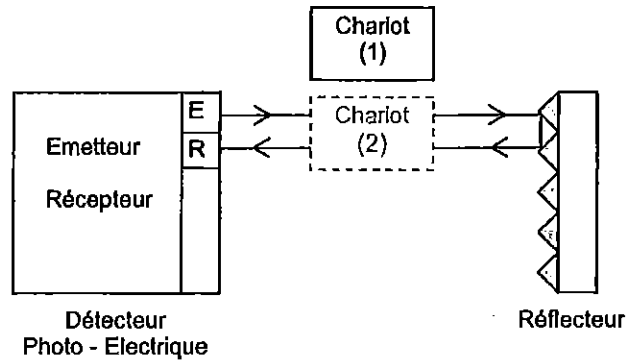 Chariot
(1)
E
Chariot
(2)
Emetteur
R
Récepteur
Détecteur
Photo - Electrique
Réflecteur